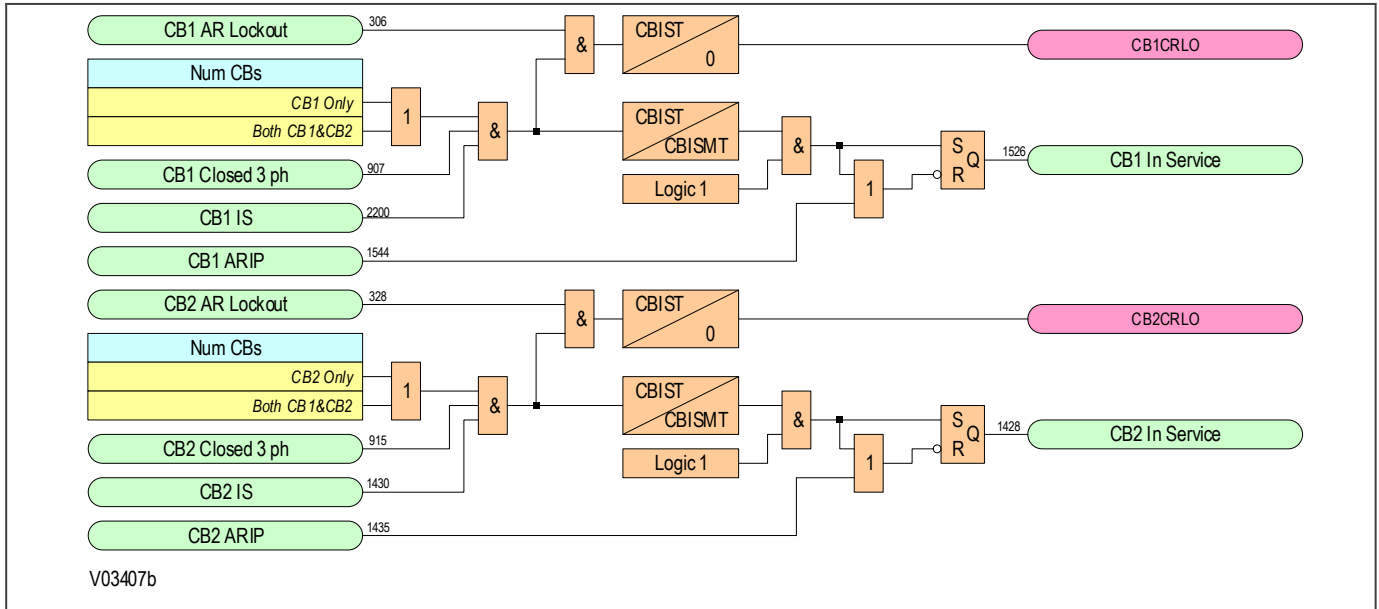 CB1 AR Lockout
306
&
CBIST
0
CB1CRLO
Num CBs
CB1 Only
Both CB1&CB2
1
&
CBIST
CBISMT
&
S
Q
R
1526
CB1 In Service
CB1 Closed 3 ph
907
Logic 1
1
CB1 IS
2200
CB1 ARIP
1544
CB2 AR Lockout
328
&
CBIST
0
CB2CRLO
Num CBs
CB2 Only
Both CB1&CB2
1
&
CBIST
CBISMT
&
S
Q
R
1428
CB2 In Service
CB2 Closed 3 ph
915
Logic 1
1
CB2 IS
1430
CB2 ARIP
1435
V03407b